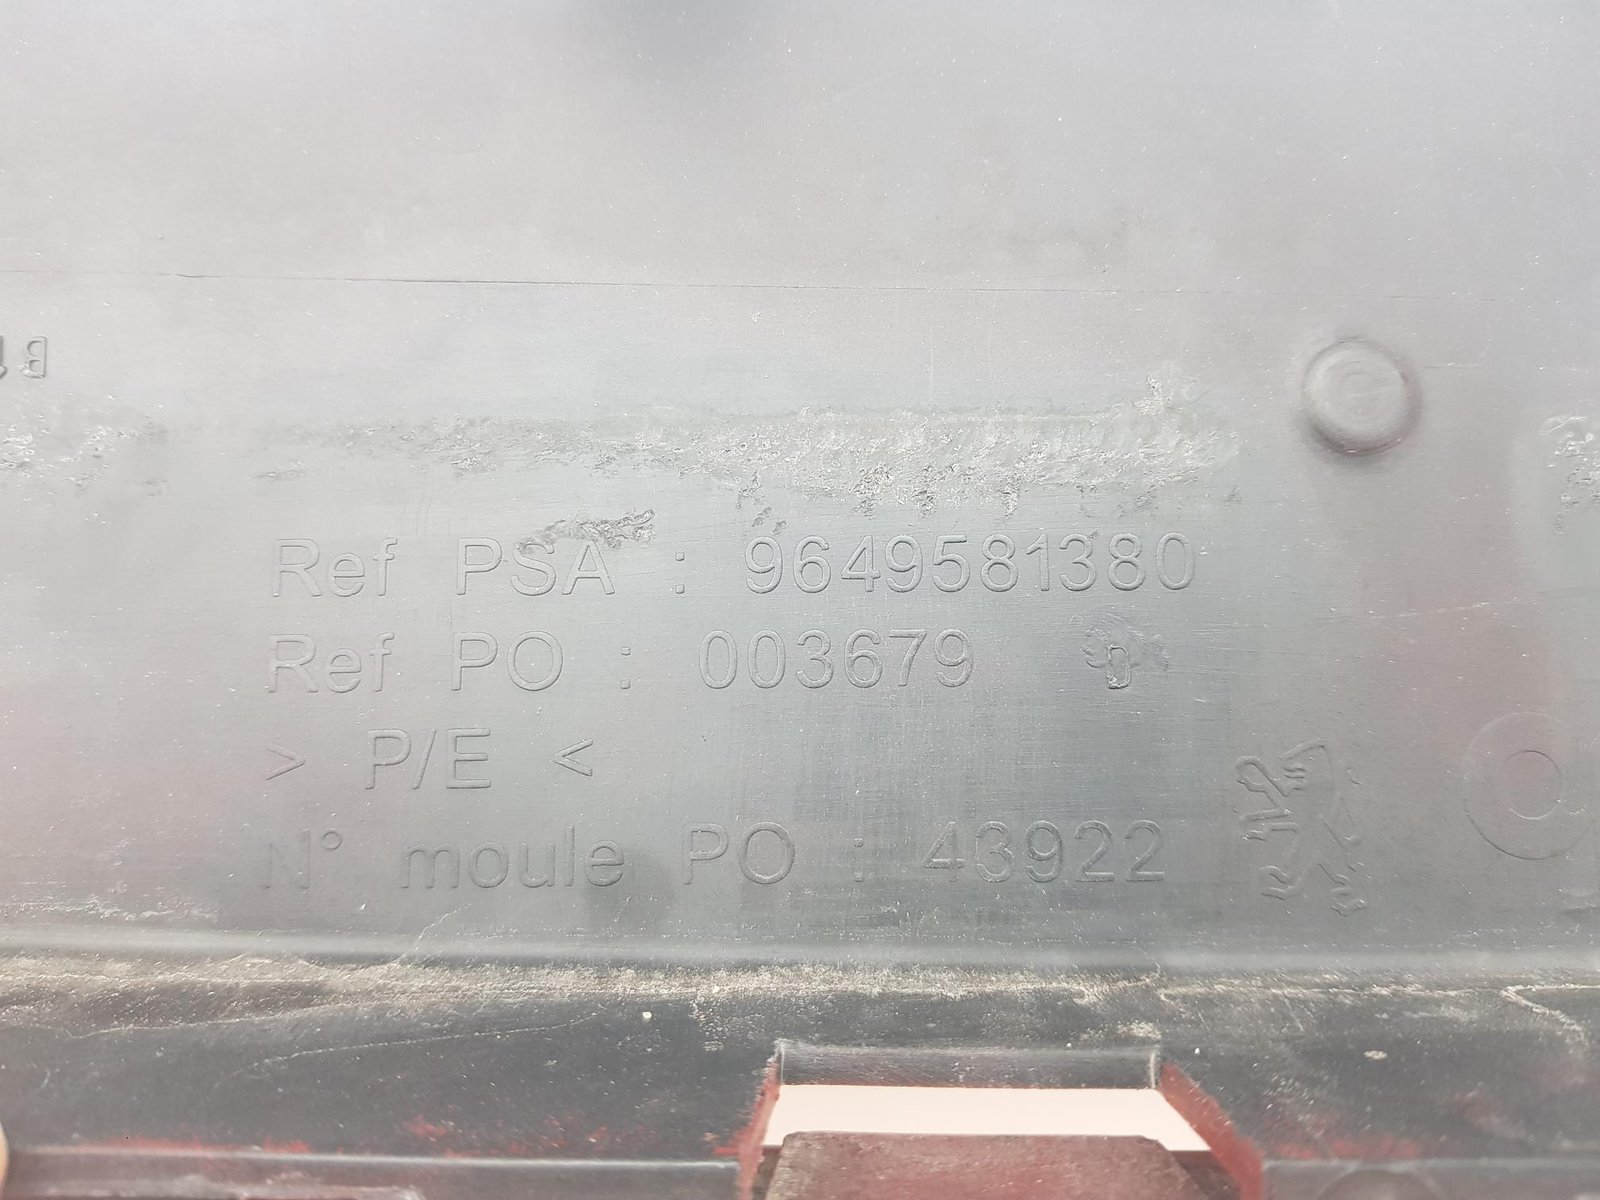 Ref PSA : 9649581380
Ref PO : 003679
> P/E <
N° moule PO : 43922